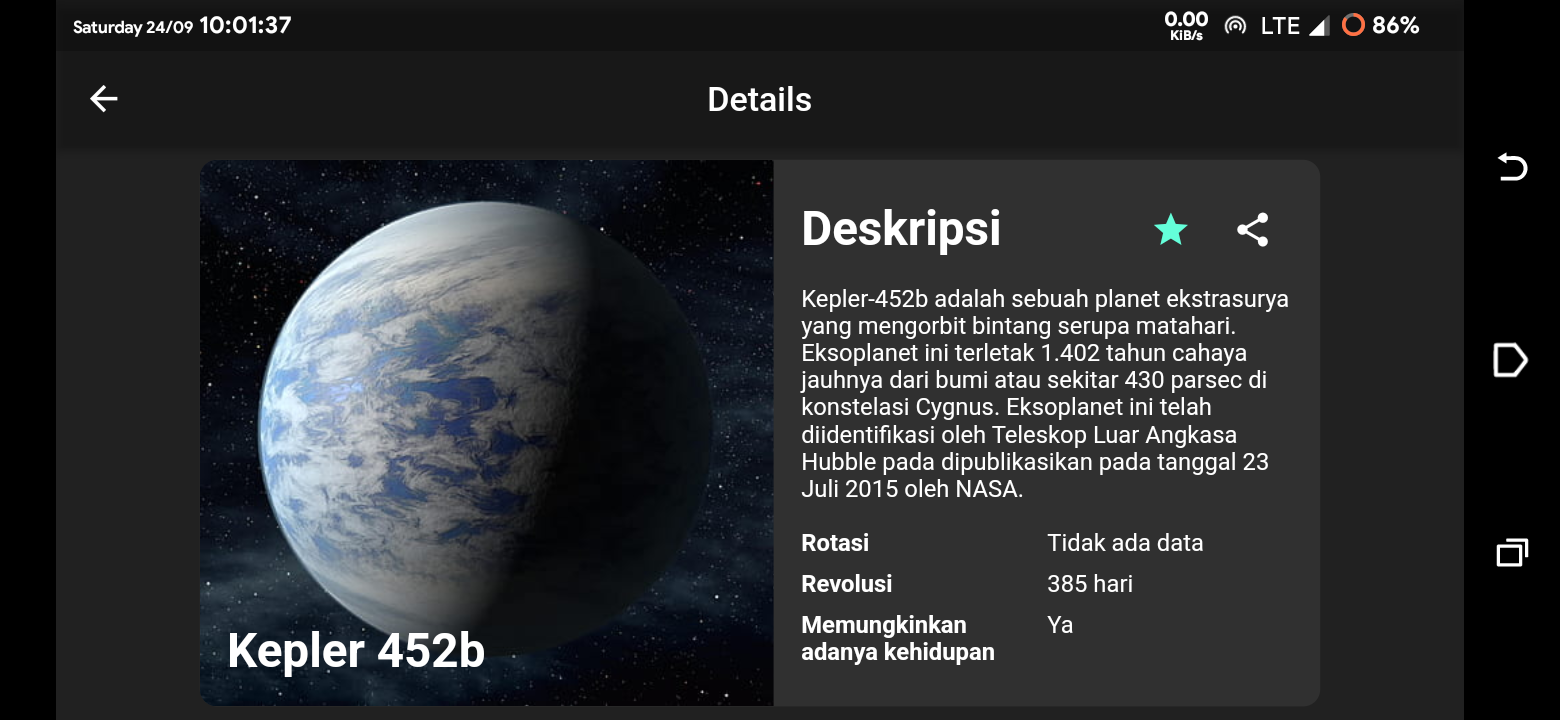 Saturday 24/09 10:01:37
0.00 KiB/s LTE 86%
Details
Deskripsi
Kepler-452b adalah sebuah planet ekstrasurya
yang mengorbit bintang serupa matahari.
Eksoplanet ini terletak 1.402 tahun cahaya
jauhnya dari bumi atau sekitar 430 parsec di
konstelasi Cygnus. Eksoplanet ini telah
diidentifikasi oleh Teleskop Luar Angkasa
Hubble pada dipublikasikan pada tanggal 23
Juli 2015 oleh NASA.
Rotasi Tidak ada data
Revolusi 385 hari
Memungkinkan Ya
adanya kehidupan
Kepler 452b